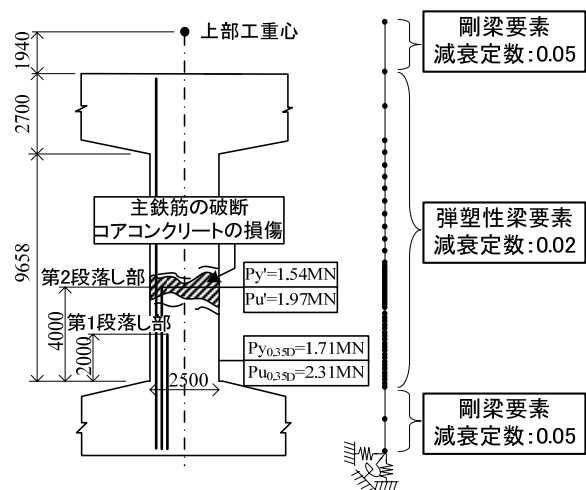 上部工重心
1940
2700
9658
4000
2000
2500
主鉄筋の破断
コアコンクリートの損傷
第2段落し部
第1段落し部
Py'=1.54MN
Pu'=1.97MN
Py0.35D=1.71MN
Pu0.35D=2.31MN
剛梁要素
減衰定数:0.05
弾塑性梁要素
減衰定数:0.02
剛梁要素
減衰定数:0.05